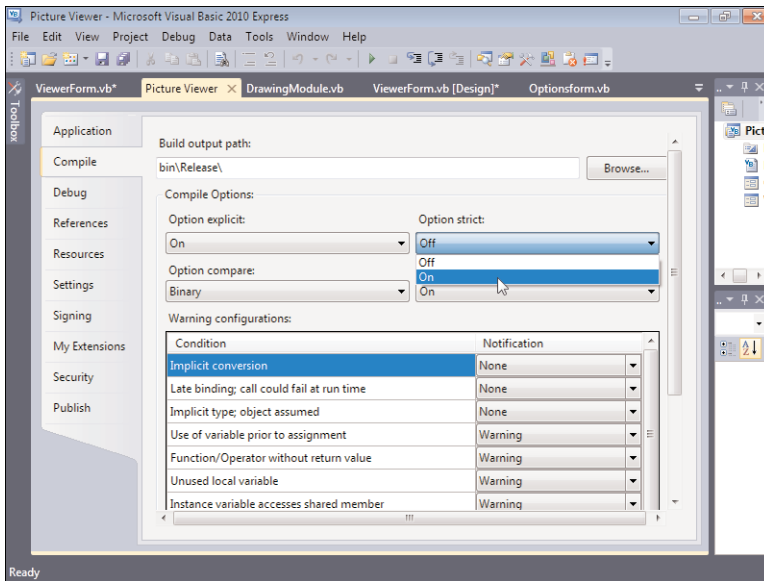 Picture Viewer - Microsoft Visual Basic 2010 Express
File Edit View Project Debug Data Tools Window Help
Toolbox
ViewerForm.vb* Picture Viewer DrawingModule.vb ViewerForm.vb [Design]* Optionsform.vb
Application
Compile
Debug
References
Resources
Settings
Signing
My Extensions
Security
Publish
Build output path:
bin\Release\ Browse...
Compile Options:
Option explicit: Option strict:
On Off
Off
On
Option compare:
Binary On
Warning configurations:
Condition Notification
Implicit conversion None
Late binding; call could fail at run time None
Implicit type; object assumed None
Use of variable prior to assignment Warning
Function/Operator without return value Warning
Unused local variable Warning
Instance variable accesses shared member Warning
Pict
Ready